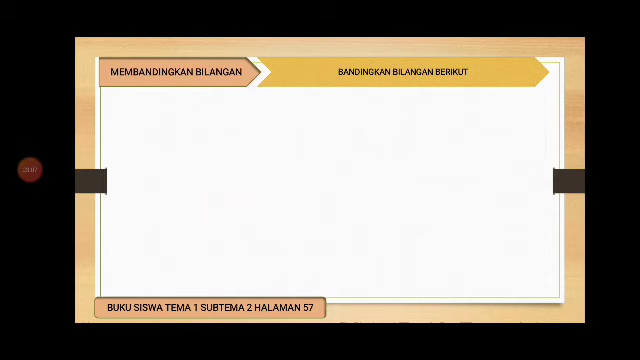 MEMBANDINGKAN BILANGAN
BANDINGKAN BILANGAN BERIKUT
BUKU SISWA TEMA 1 SUBTEMA 2 HALAMAN 57